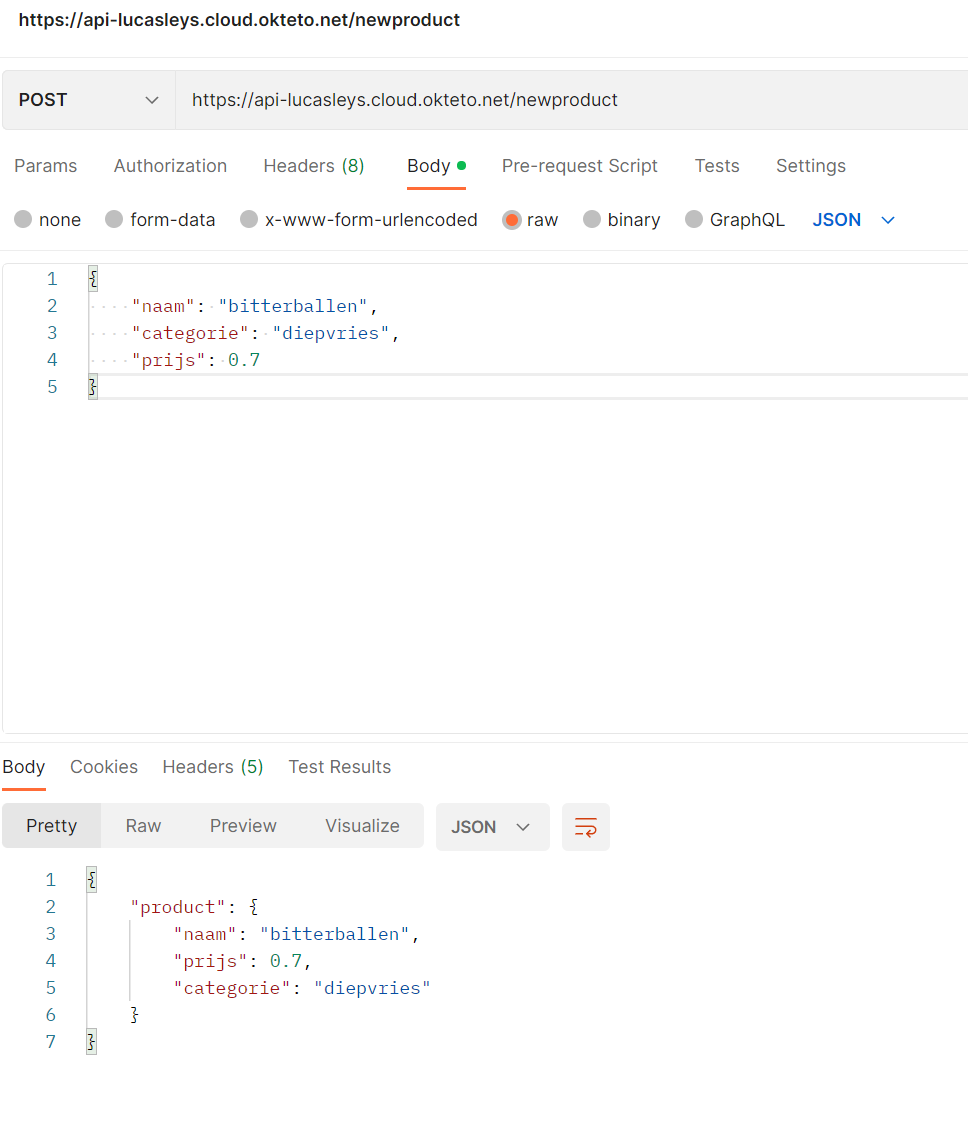 https://api-lucasleys.cloud.okteto.net/newproduct
POST https://api-lucasleys.cloud.okteto.net/newproduct
Params Authorization Headers (8) Body Pre-request Script Tests Settings
none form-data x-www-form-urlencoded raw binary GraphQL JSON
1 {
2 "naam": "bitterballen",
3 "categorie": "diepvries",
4 "prijs": 0.7
5 }
Body Cookies Headers (5) Test Results
Pretty Raw Preview Visualize JSON
1 {
2 "product": {
3 "naam": "bitterballen",
4 "prijs": 0.7,
5 "categorie": "diepvries"
6 }
7 }